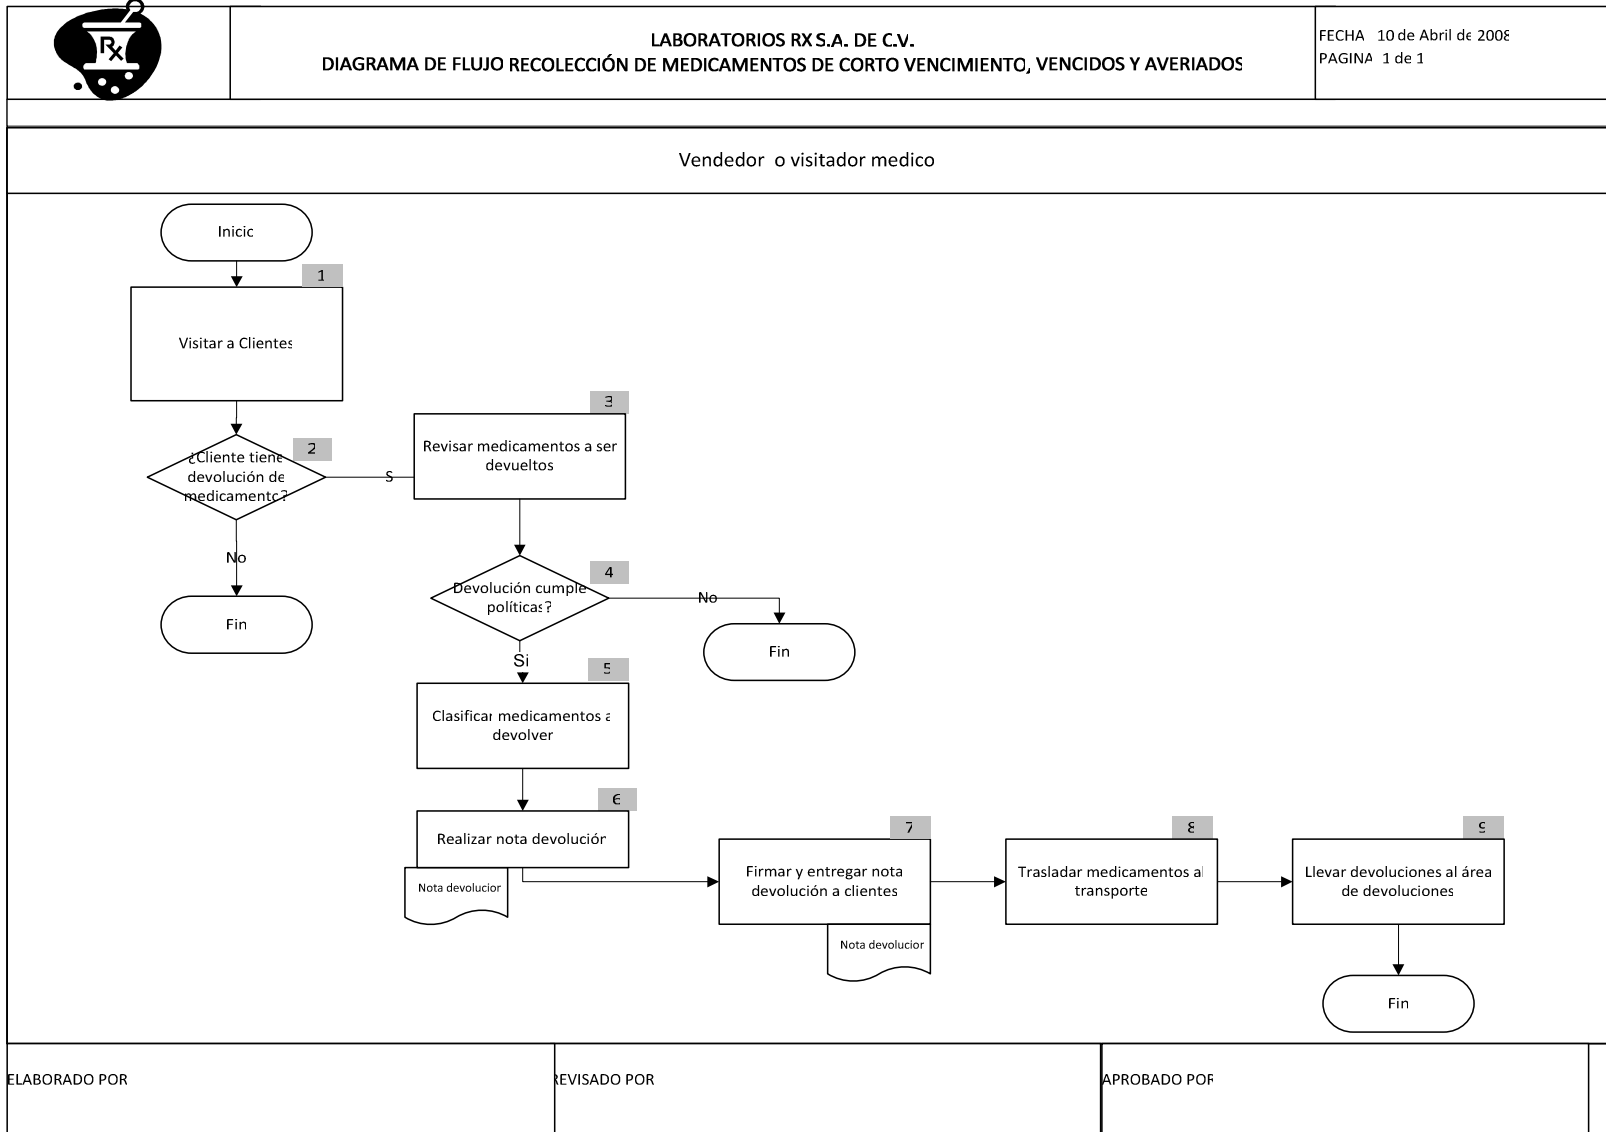 Rx
LABORATORIOS RX S.A. DE C.V.
DIAGRAMA DE FLUJO RECOLECCIÓN DE MEDICAMENTOS DE CORTO VENCIMIENTO, VENCIDOS Y AVERIADOS
FECHA 10 de Abril de 2008
PAGINA 1 de 1
Vendedor o visitador medico
Inicio
1
Visitar a Clientes
2
¿Cliente tiene
devolución de
medicamento?
S
No
Fin
3
Revisar medicamentos a ser
devueltos
4
Devolución cumple
políticas?
No
Fin
Si
5
Clasificar medicamentos a
devolver
6
Realizar nota devolución
Nota devolucion
7
Firmar y entregar nota
devolución a clientes
Nota devolucion
8
Trasladar medicamentos al
transporte
9
Llevar devoluciones al área
de devoluciones
Fin
ELABORADO POR
REVISADO POR
APROBADO POR